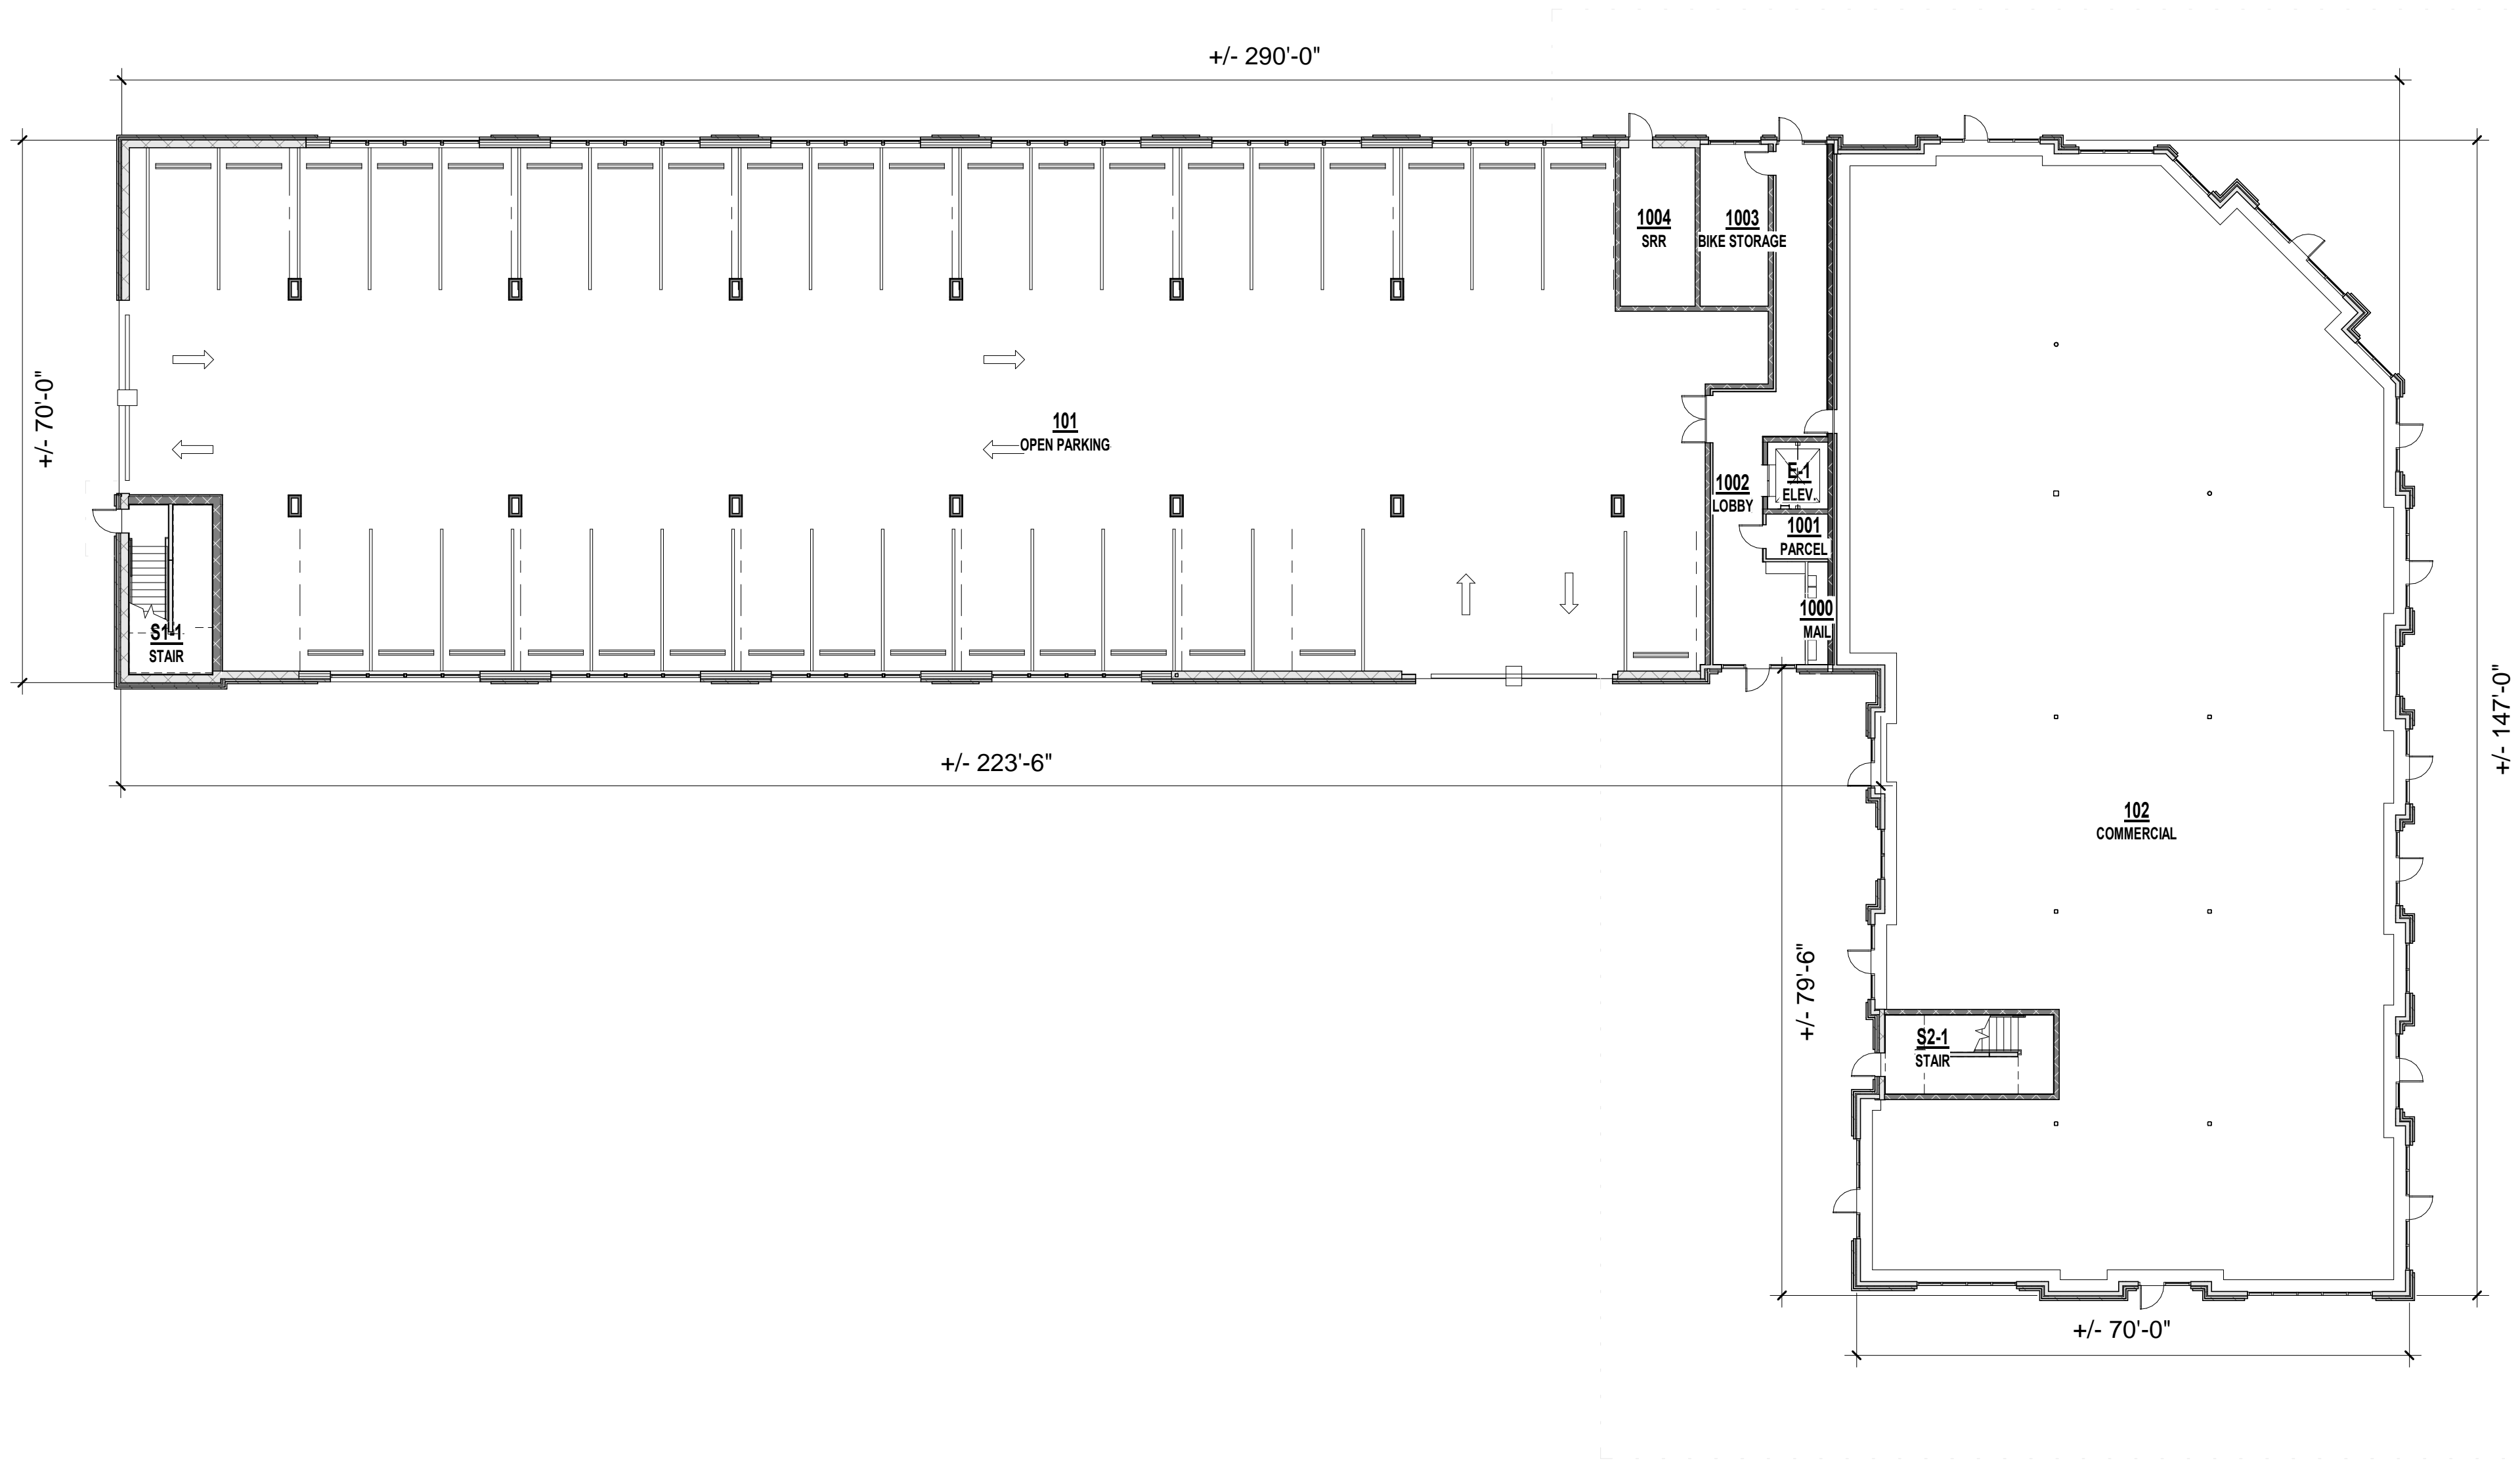 +/- 290'-0"
1004
SRR
1003
BIKE STORAGE
+/- 70'-0"
101
OPEN PARKING
E-1
ELEV.
1002
LOBBY
1001
PARCEL
1000
MAIL
S1-1
STAIR
+/- 147'-0"
+/- 223'-6"
102
COMMERCIAL
+/- 79'-6"
S2-1
STAIR
+/- 70'-0"